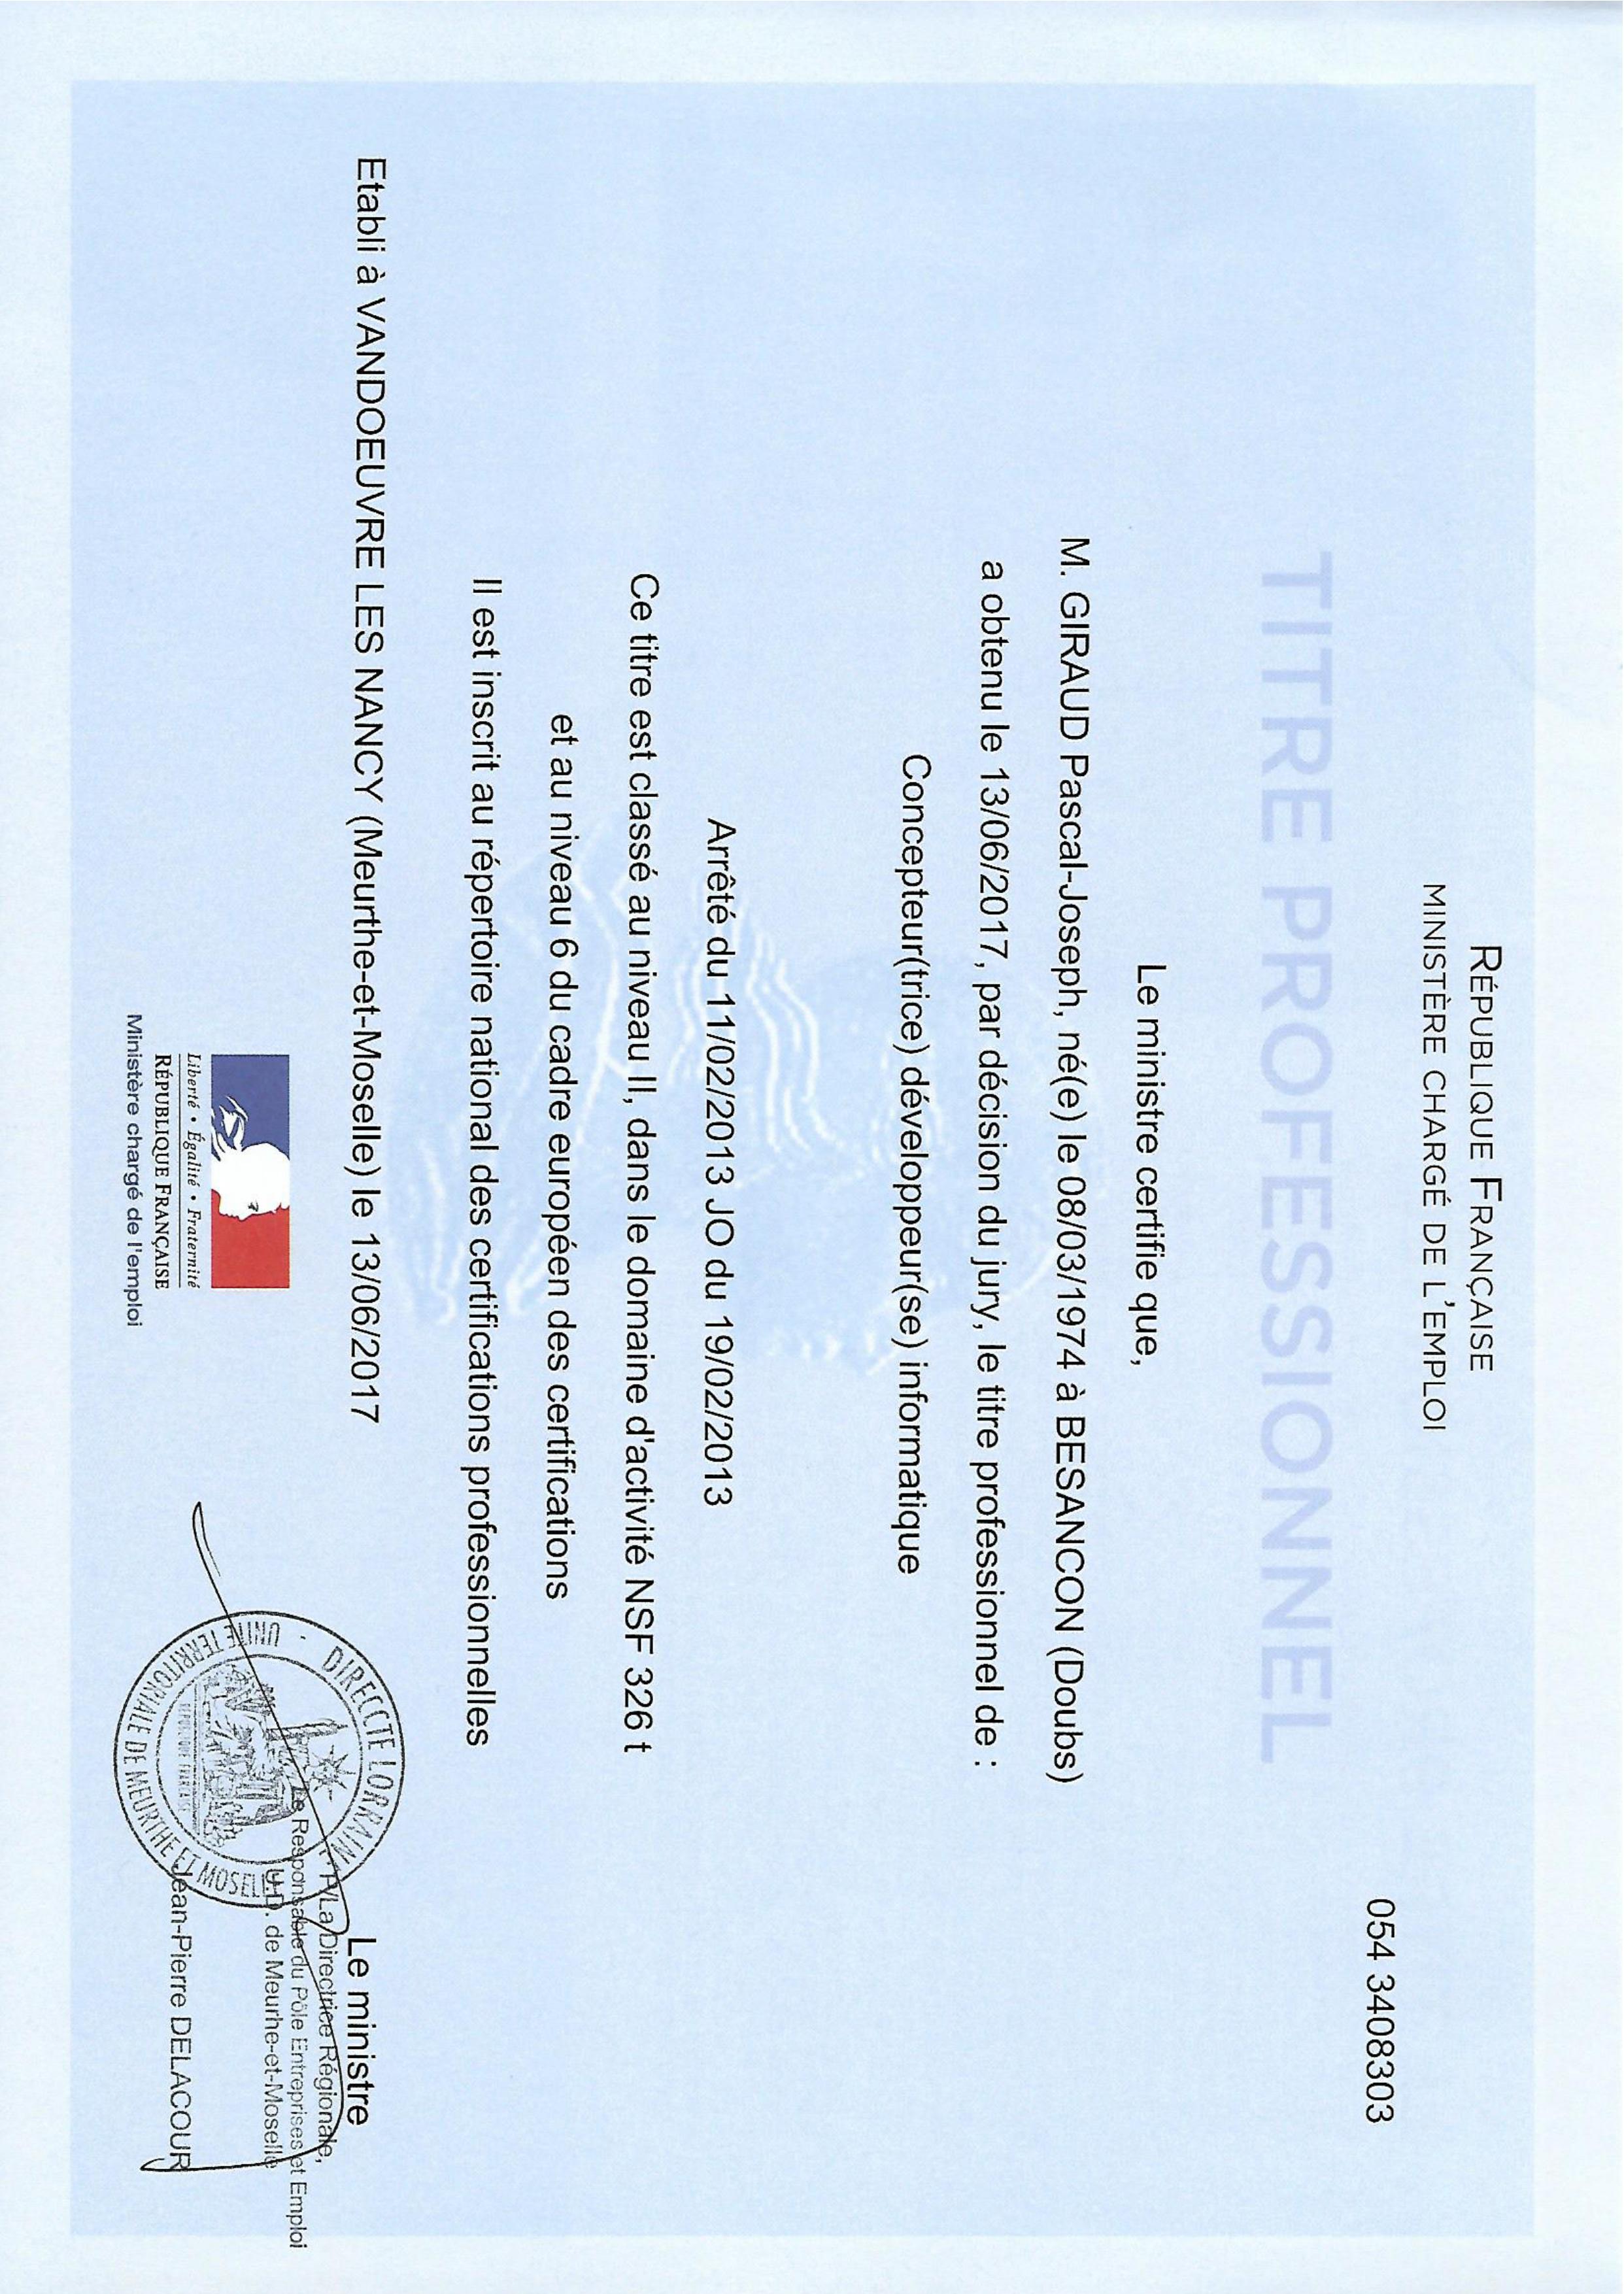 RÉPUBLIQUE FRANÇAISE
MINISTÈRE CHARGÉ DE L'EMPLOI
054 3408303
TITRE PROFESSIONNEL
Le ministre certifie que,
M. GIRAUD Pascal-Joseph, né(e) le 08/03/1974 à BESANCON (Doubs)
a obtenu le 13/06/2017, par décision du jury, le titre professionnel de :
Concepteur(trice) développeur(se) informatique
Arrêté du 11/02/2013 JO du 19/02/2013
Ce titre est classé au niveau II, dans le domaine d'activité NSF 326 t
et au niveau 6 du cadre européen des certifications
Il est inscrit au répertoire national des certifications professionnelles
Etabli à VANDOEUVRE LES NANCY (Meurthe-et-Moselle) le 13/06/2017
Le ministre
P/La Directrice Régionale,
Le Responsable du Pôle Entreprises et Emploi
U.D. de Meurhe-et-Moselle
Jean-Pierre DELACOUR
DIRECCTE LORRAINE
UNITE TERRITORIALE DE MEURTHE ET MOSELLE
REPUBLIQUE FRANCAISE
Liberté • Égalité • Fraternité
RÉPUBLIQUE FRANÇAISE
Ministère chargé de l'emploi